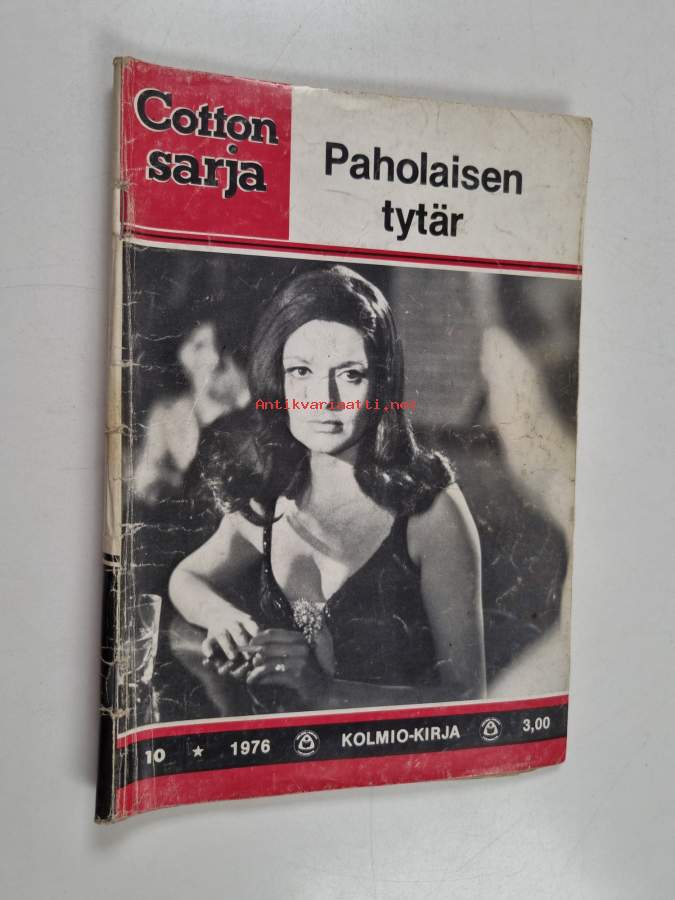 Cotton
sarja
Paholaisen
tytär
Antikvariaatti.net
10 ★ 1976 KOLMIO-KIRJA 3,00